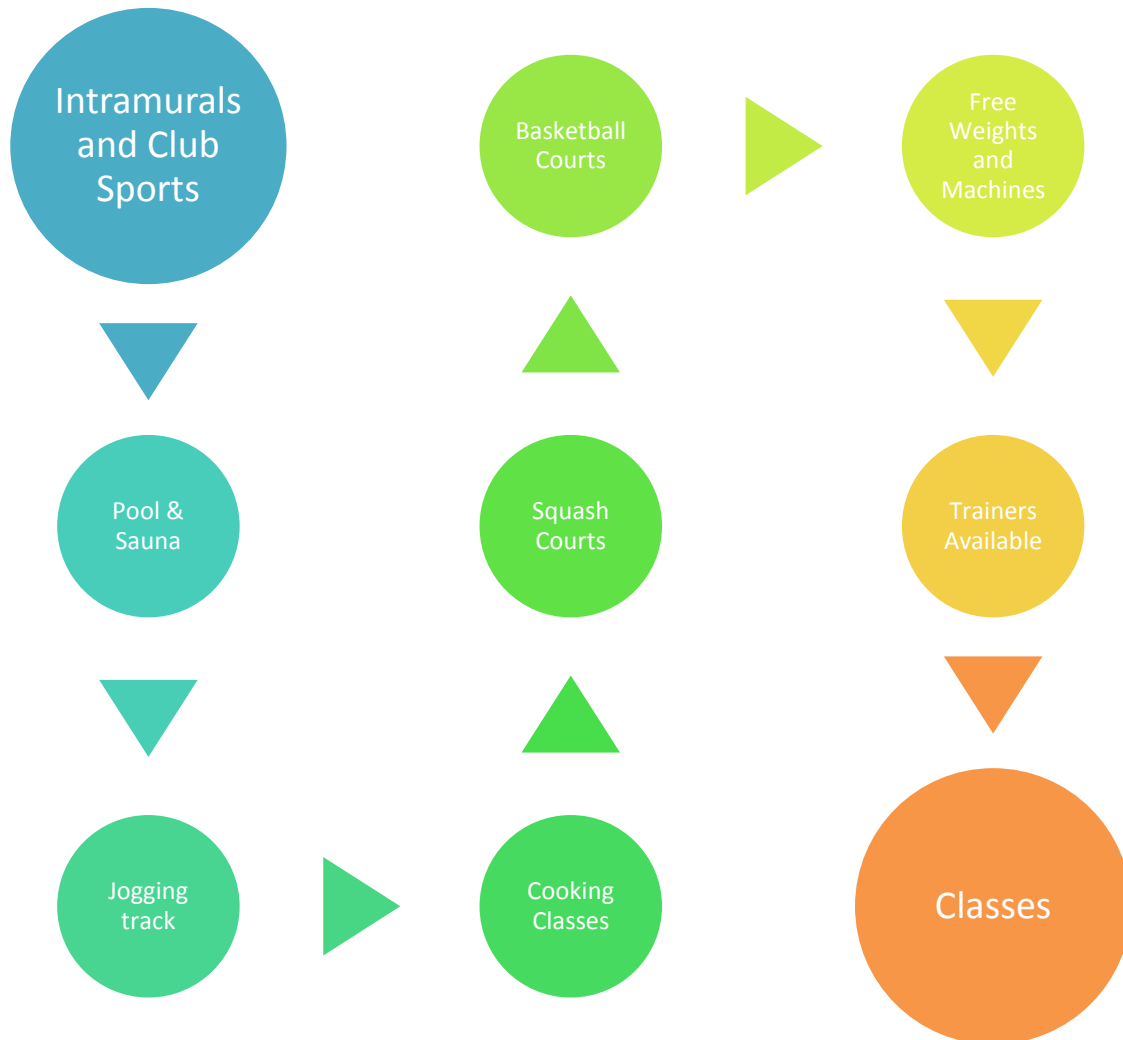 Intramurals
and Club
Sports
Pool &
Sauna
Jogging
track
Cooking
Classes
Squash
Courts
Basketball
Courts
Free
Weights
and
Machines
Trainers
Available
Classes